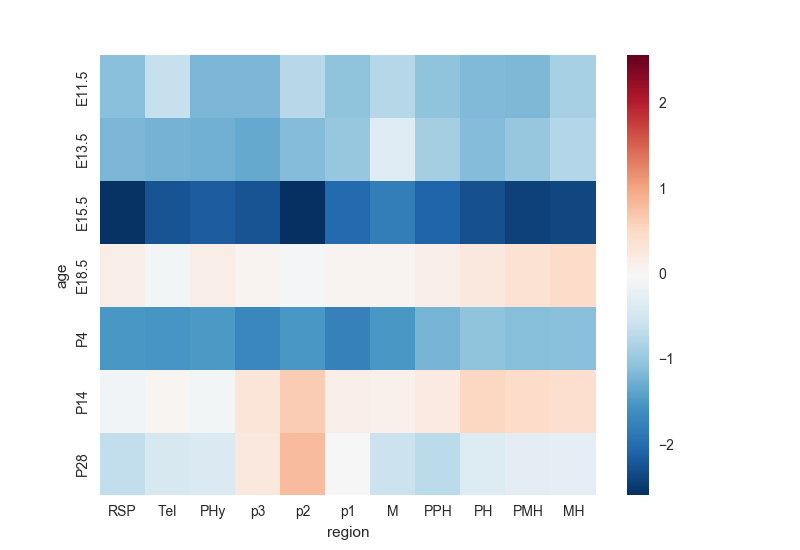 E11.5
E13.5
E15.5
E18.5
P4
P14
P28
age
RSP Tel PHy p3 p2 p1 M PPH PH PMH MH
region
2
1
0
−1
−2